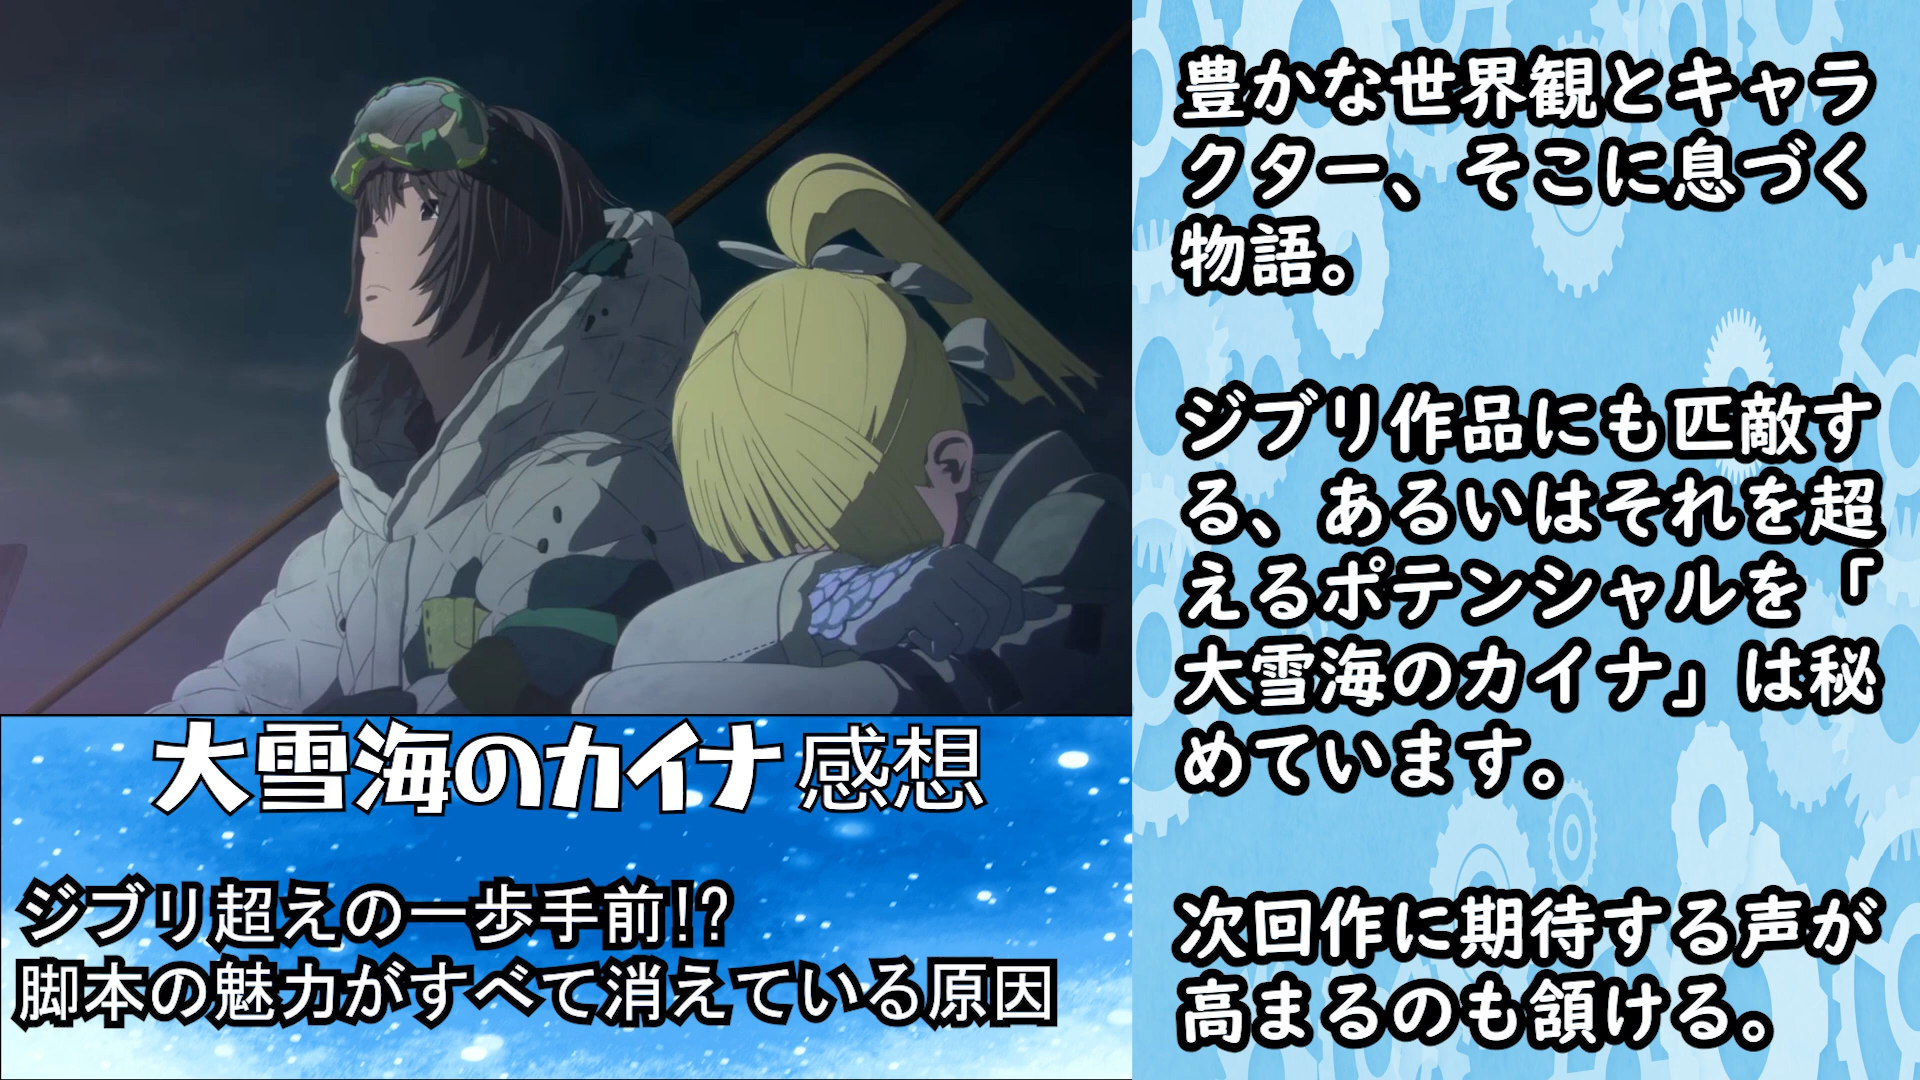 豊かな世界観とキャラ
クター、そこに息づく
物語。
ジブリ作品にも匹敵す
る、あるいはそれを超
えるポテンシャルを「
大雪海のカイナ」は秘
めています。
次回作に期待する声が
高まるのも頷ける。
大雪海のカイナ感想
ジブリ超えの一歩手前!?
脚本の魅力がすべて消えている原因